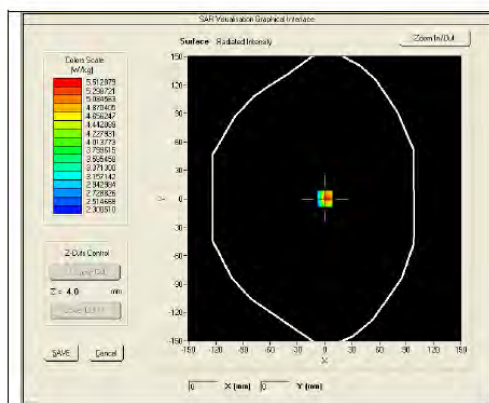 SAR Visualisation Graphical Interface
Surface Radiated Intensity
Zoom In/Out
Colors Scale
[W/kg]
5.512879
5.298721
5.084563
4.870405
4.656247
4.442089
4.227931
4.013773
3.799615
3.585458
3.371300
3.157142
2.942984
2.728826
2.514668
2.300510
150
120
90
60
30
0
-30
-60
-90
-120
-150
Y
-150 -120 -90 -60 -30 0 30 60 90 120 150
X
Z-Cuts Control
Z = 4.0 mm
SAVE Cancel
0 X (mm) 0 Y (mm)